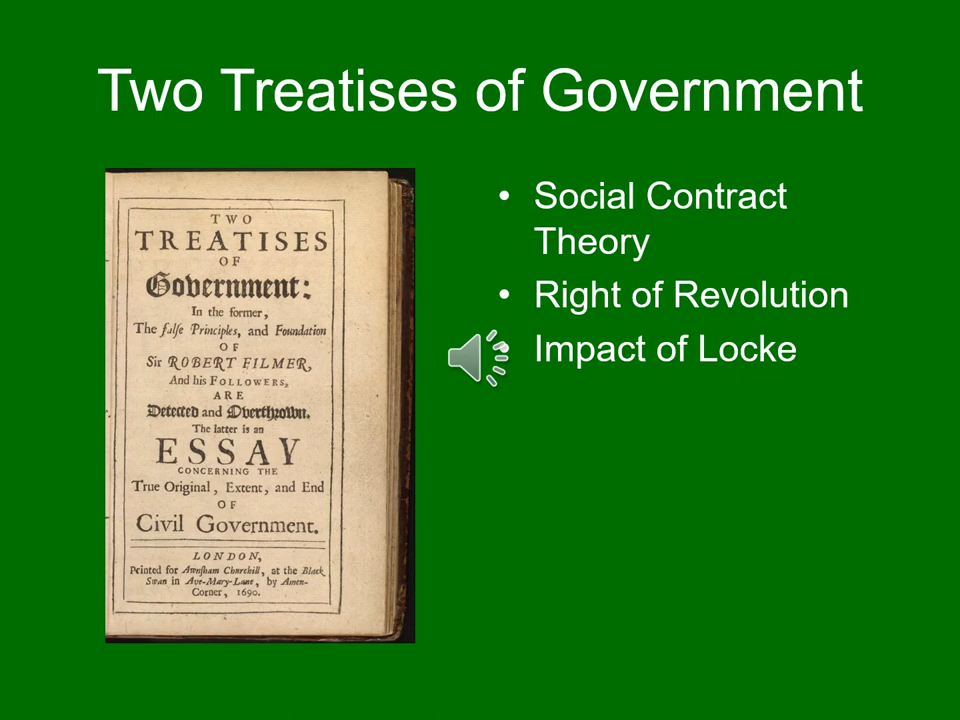 Two Treatises of Government
TWO
TREATISES
OF
Government:
In the former,
The false Principles, and Foundation
OF
Sir ROBERT FILMER,
And his FOLLOWERS,
ARE
Detected and Overthrown.
The latter is an
ESSAY
CONCERNING THE
True Original, Extent, and End
OF
Civil Government.
LONDON,
Printed for Awnsham Churchill, at the Black
Swan in Ave-Mary-Lane, by Amen-
Corner, 1690.
• Social Contract
Theory
• Right of Revolution
• Impact of Locke